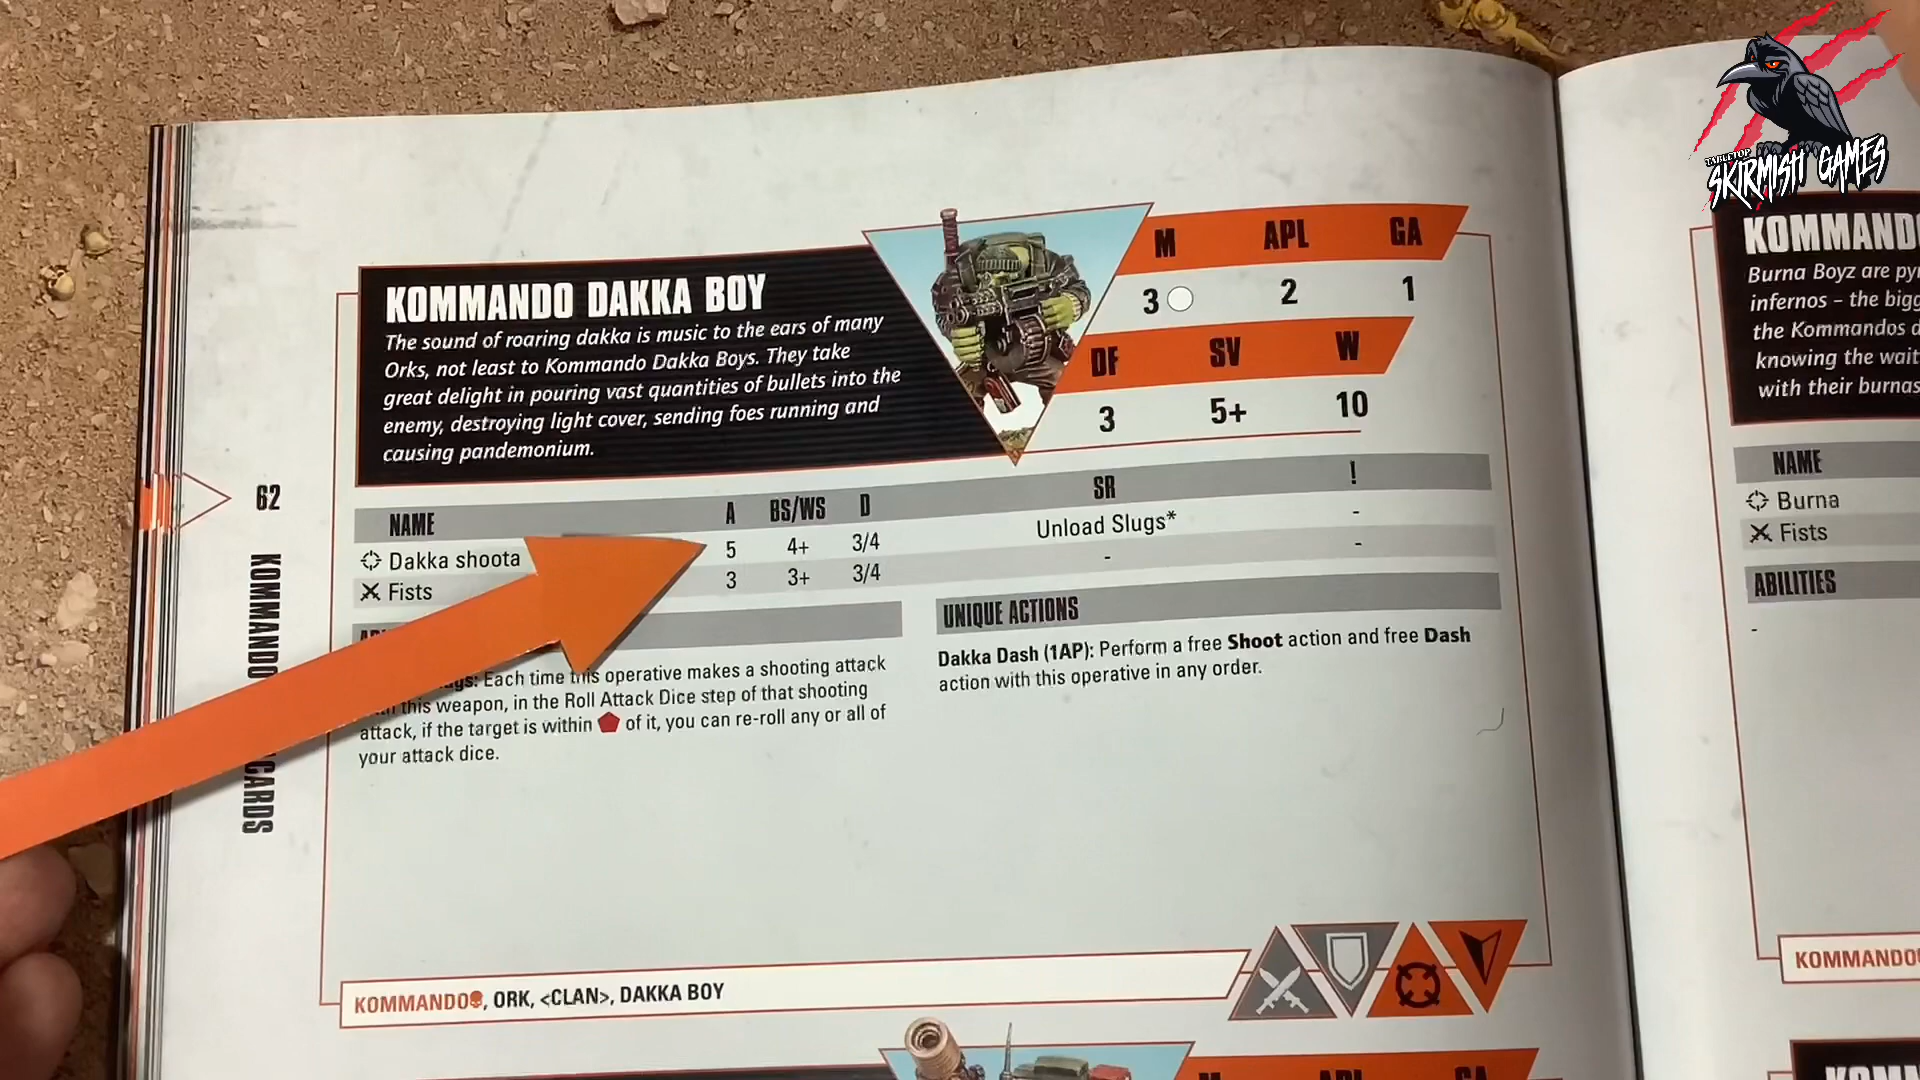 TABLETOP
SKIRMISH GAMES
KOMMANDO DAKKA BOY
The sound of roaring dakka is music to the ears of many
Orks, not least to Kommando Dakka Boys. They take
great delight in pouring vast quantities of bullets into the
enemy, destroying light cover, sending foes running and
causing pandemonium.
M APL GA
3 2 1
DF SV W
3 5+ 10
NAME A BS/WS D SR !
Dakka shoota 5 4+ 3/4 Unload Slugs* -
Fists 3 3+ 3/4 - -
Each time this operative makes a shooting attack
this weapon, in the Roll Attack Dice step of that shooting
attack, if the target is within of it, you can re-roll any or all of
your attack dice.
UNIQUE ACTIONS
Dakka Dash (1AP): Perform a free Shoot action and free Dash
action with this operative in any order.
KOMMANDO, ORK, <CLAN>, DAKKA BOY
62
KOMMANDO
CARDS
M APL GA
KOMMANDO
Burna Boyz are
infernos – the
the Kommandos
knowing the
with their burnas
NAME
Burna
Fists
ABILITIES
-
KOMMANDO